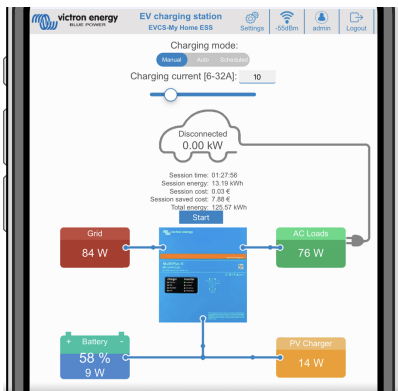 victron energy
BLUE POWER
EV charging station
EVCS-My Home ESS
Settings
-55dBm
admin
Logout
Charging mode:
Manual Auto Scheduled
Charging current [6-32A]: 10
Disconnected
0.00 kW
Session time: 01:27:56
Session energy: 13.19 kWh
Session cost: 0.03 €
Session saved cost: 7.88 €
Total energy: 125.57 kWh
Start
Grid
84 W
victron energy
AC Loads
76 W
+ Battery -
58 %
9 W
PV Charger
14 W